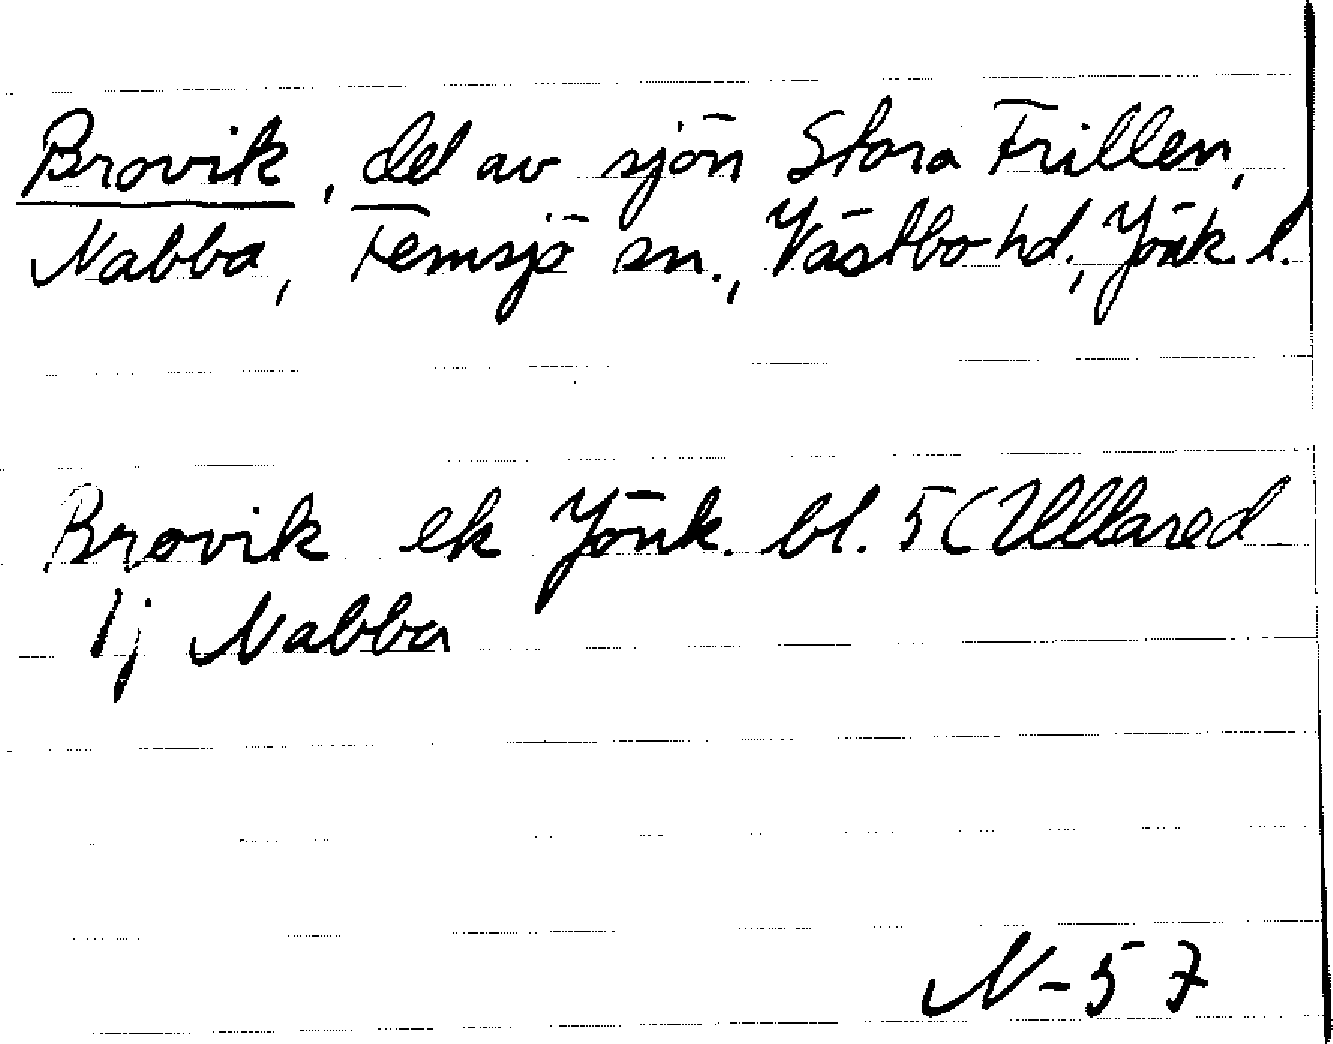 Brovik, del av sjön Stora Frillen,
Nabba, Femsjö sn., Västbo hd., Jönk. l.
Brovik ek Jönk. bl. 5 (Ullared
lj Nabba
N-57